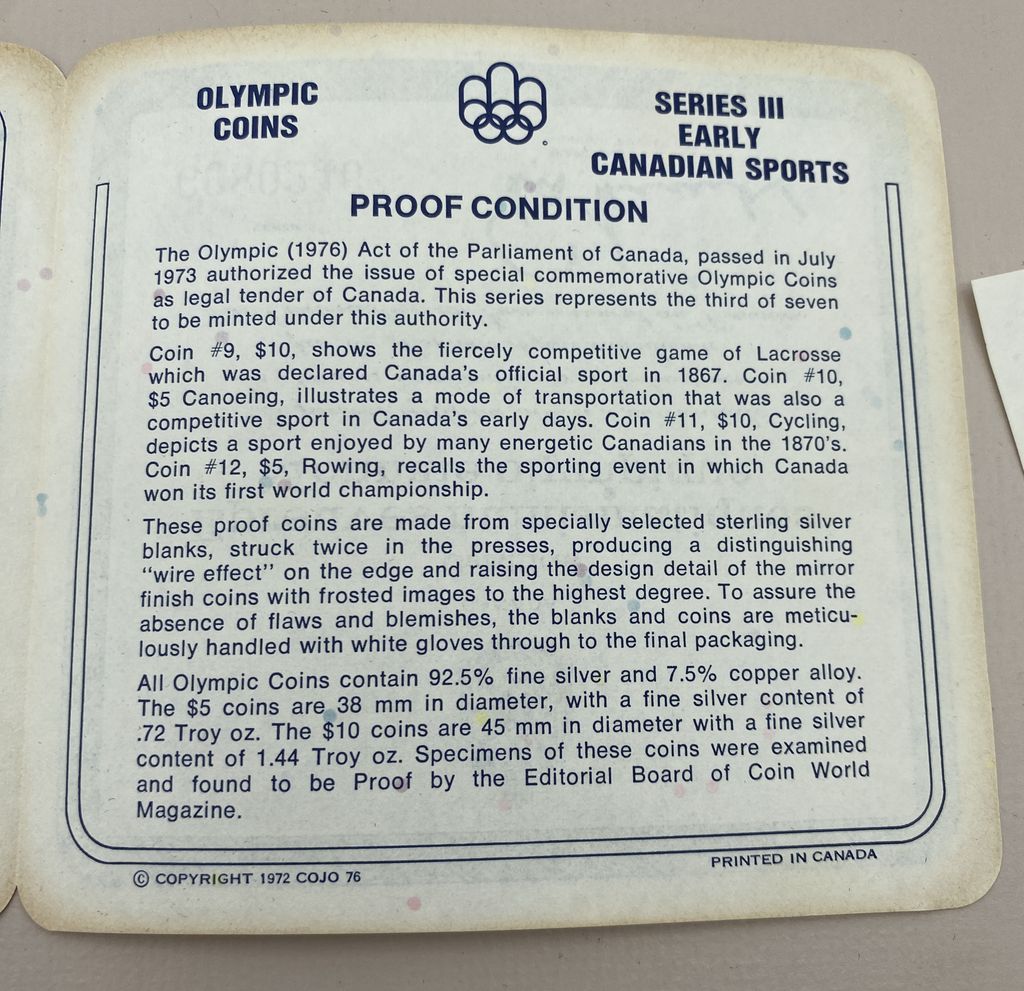 OLYMPIC
COINS
SERIES III
EARLY
CANADIAN SPORTS
PROOF CONDITION
The Olympic (1976) Act of the Parliament of Canada, passed in July
1973 authorized the issue of special commemorative Olympic Coins
as legal tender of Canada. This series represents the third of seven
to be minted under this authority.
Coin #9, $10, shows the fiercely competitive game of Lacrosse
which was declared Canada's official sport in 1867. Coin #10,
$5 Canoeing, illustrates a mode of transportation that was also a
competitive sport in Canada's early days. Coin #11, $10, Cycling,
depicts a sport enjoyed by many energetic Canadians in the 1870's.
Coin #12, $5, Rowing, recalls the sporting event in which Canada
won its first world championship.
These proof coins are made from specially selected sterling silver
blanks, struck twice in the presses, producing a distinguishing
"wire effect" on the edge and raising the design detail of the mirror
finish coins with frosted images to the highest degree. To assure the
absence of flaws and blemishes, the blanks and coins are meticu-
lously handled with white gloves through to the final packaging.
All Olympic Coins contain 92.5% fine silver and 7.5% copper alloy.
The $5 coins are 38 mm in diameter, with a fine silver content of
.72 Troy oz. The $10 coins are 45 mm in diameter with a fine silver
content of 1.44 Troy oz. Specimens of these coins were examined
and found to be Proof by the Editorial Board of Coin World
Magazine.
© COPYRIGHT 1972 COJO 76
PRINTED IN CANADA